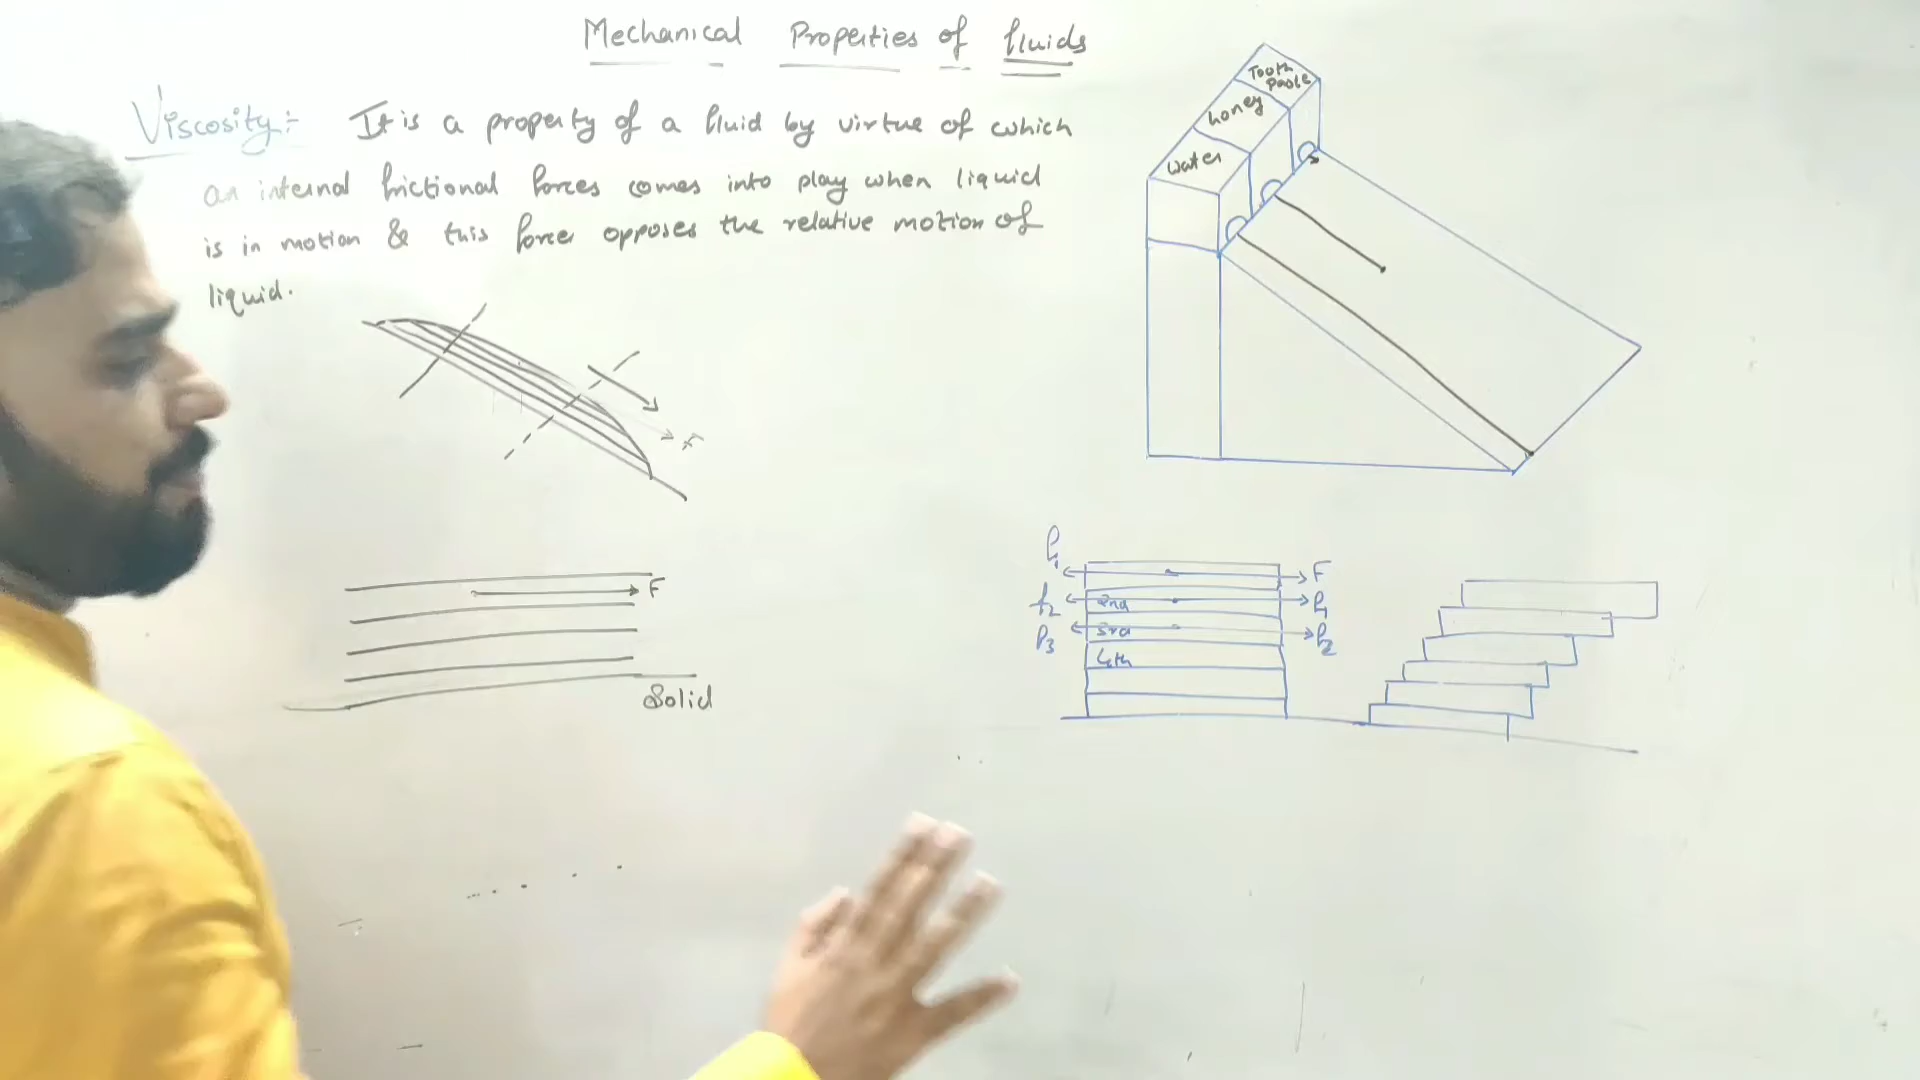 Mechanical Properties of fluids
Viscosity:- It is a property of a fluid by virtue of which
an internal frictional forces comes into play when liquid
is in motion & this force opposes the relative motion of
liquid.
Tooth
paste
honey
water
F
F
Solid
f1 F
f2 2nd f1
f3 3rd f2
4th